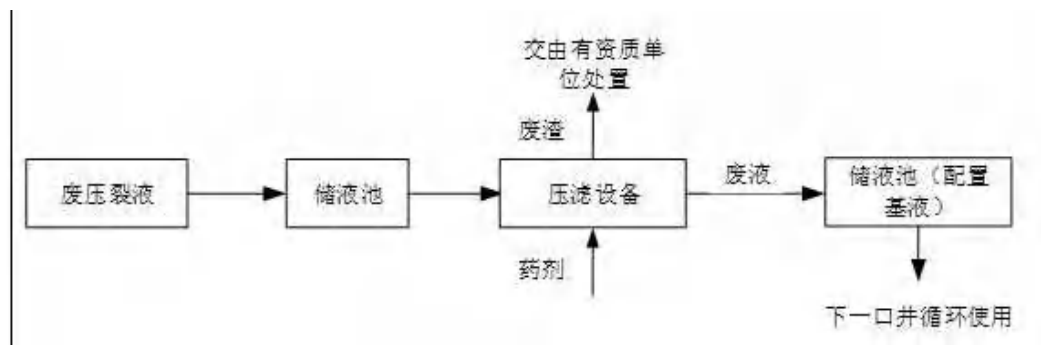 交由有资质单
位处置
废渣
废压裂液
储液池
压滤设备
废液
储液池（配置
基液）
药剂
下一口井循环使用